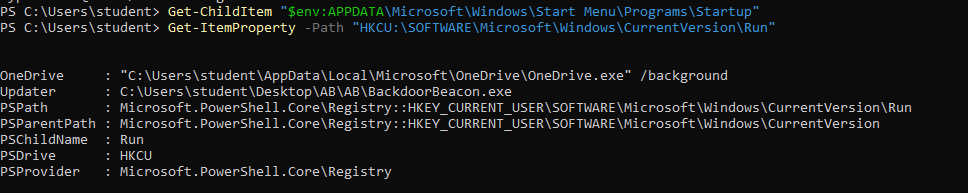 PS C:\Users\student> Get-ChildItem "$env:APPDATA\Microsoft\Windows\Start Menu\Programs\Startup"
PS C:\Users\student> Get-ItemProperty -Path "HKCU:\SOFTWARE\Microsoft\Windows\CurrentVersion\Run"
OneDrive     : "C:\Users\student\AppData\Local\Microsoft\OneDrive\OneDrive.exe" /background
Updater      : C:\Users\student\Desktop\AB\AB\BackdoorBeacon.exe
PSPath       : Microsoft.PowerShell.Core\Registry::HKEY_CURRENT_USER\SOFTWARE\Microsoft\Windows\CurrentVersion\Run
PSParentPath : Microsoft.PowerShell.Core\Registry::HKEY_CURRENT_USER\SOFTWARE\Microsoft\Windows\CurrentVersion
PSChildName  : Run
PSDrive      : HKCU
PSProvider   : Microsoft.PowerShell.Core\Registry